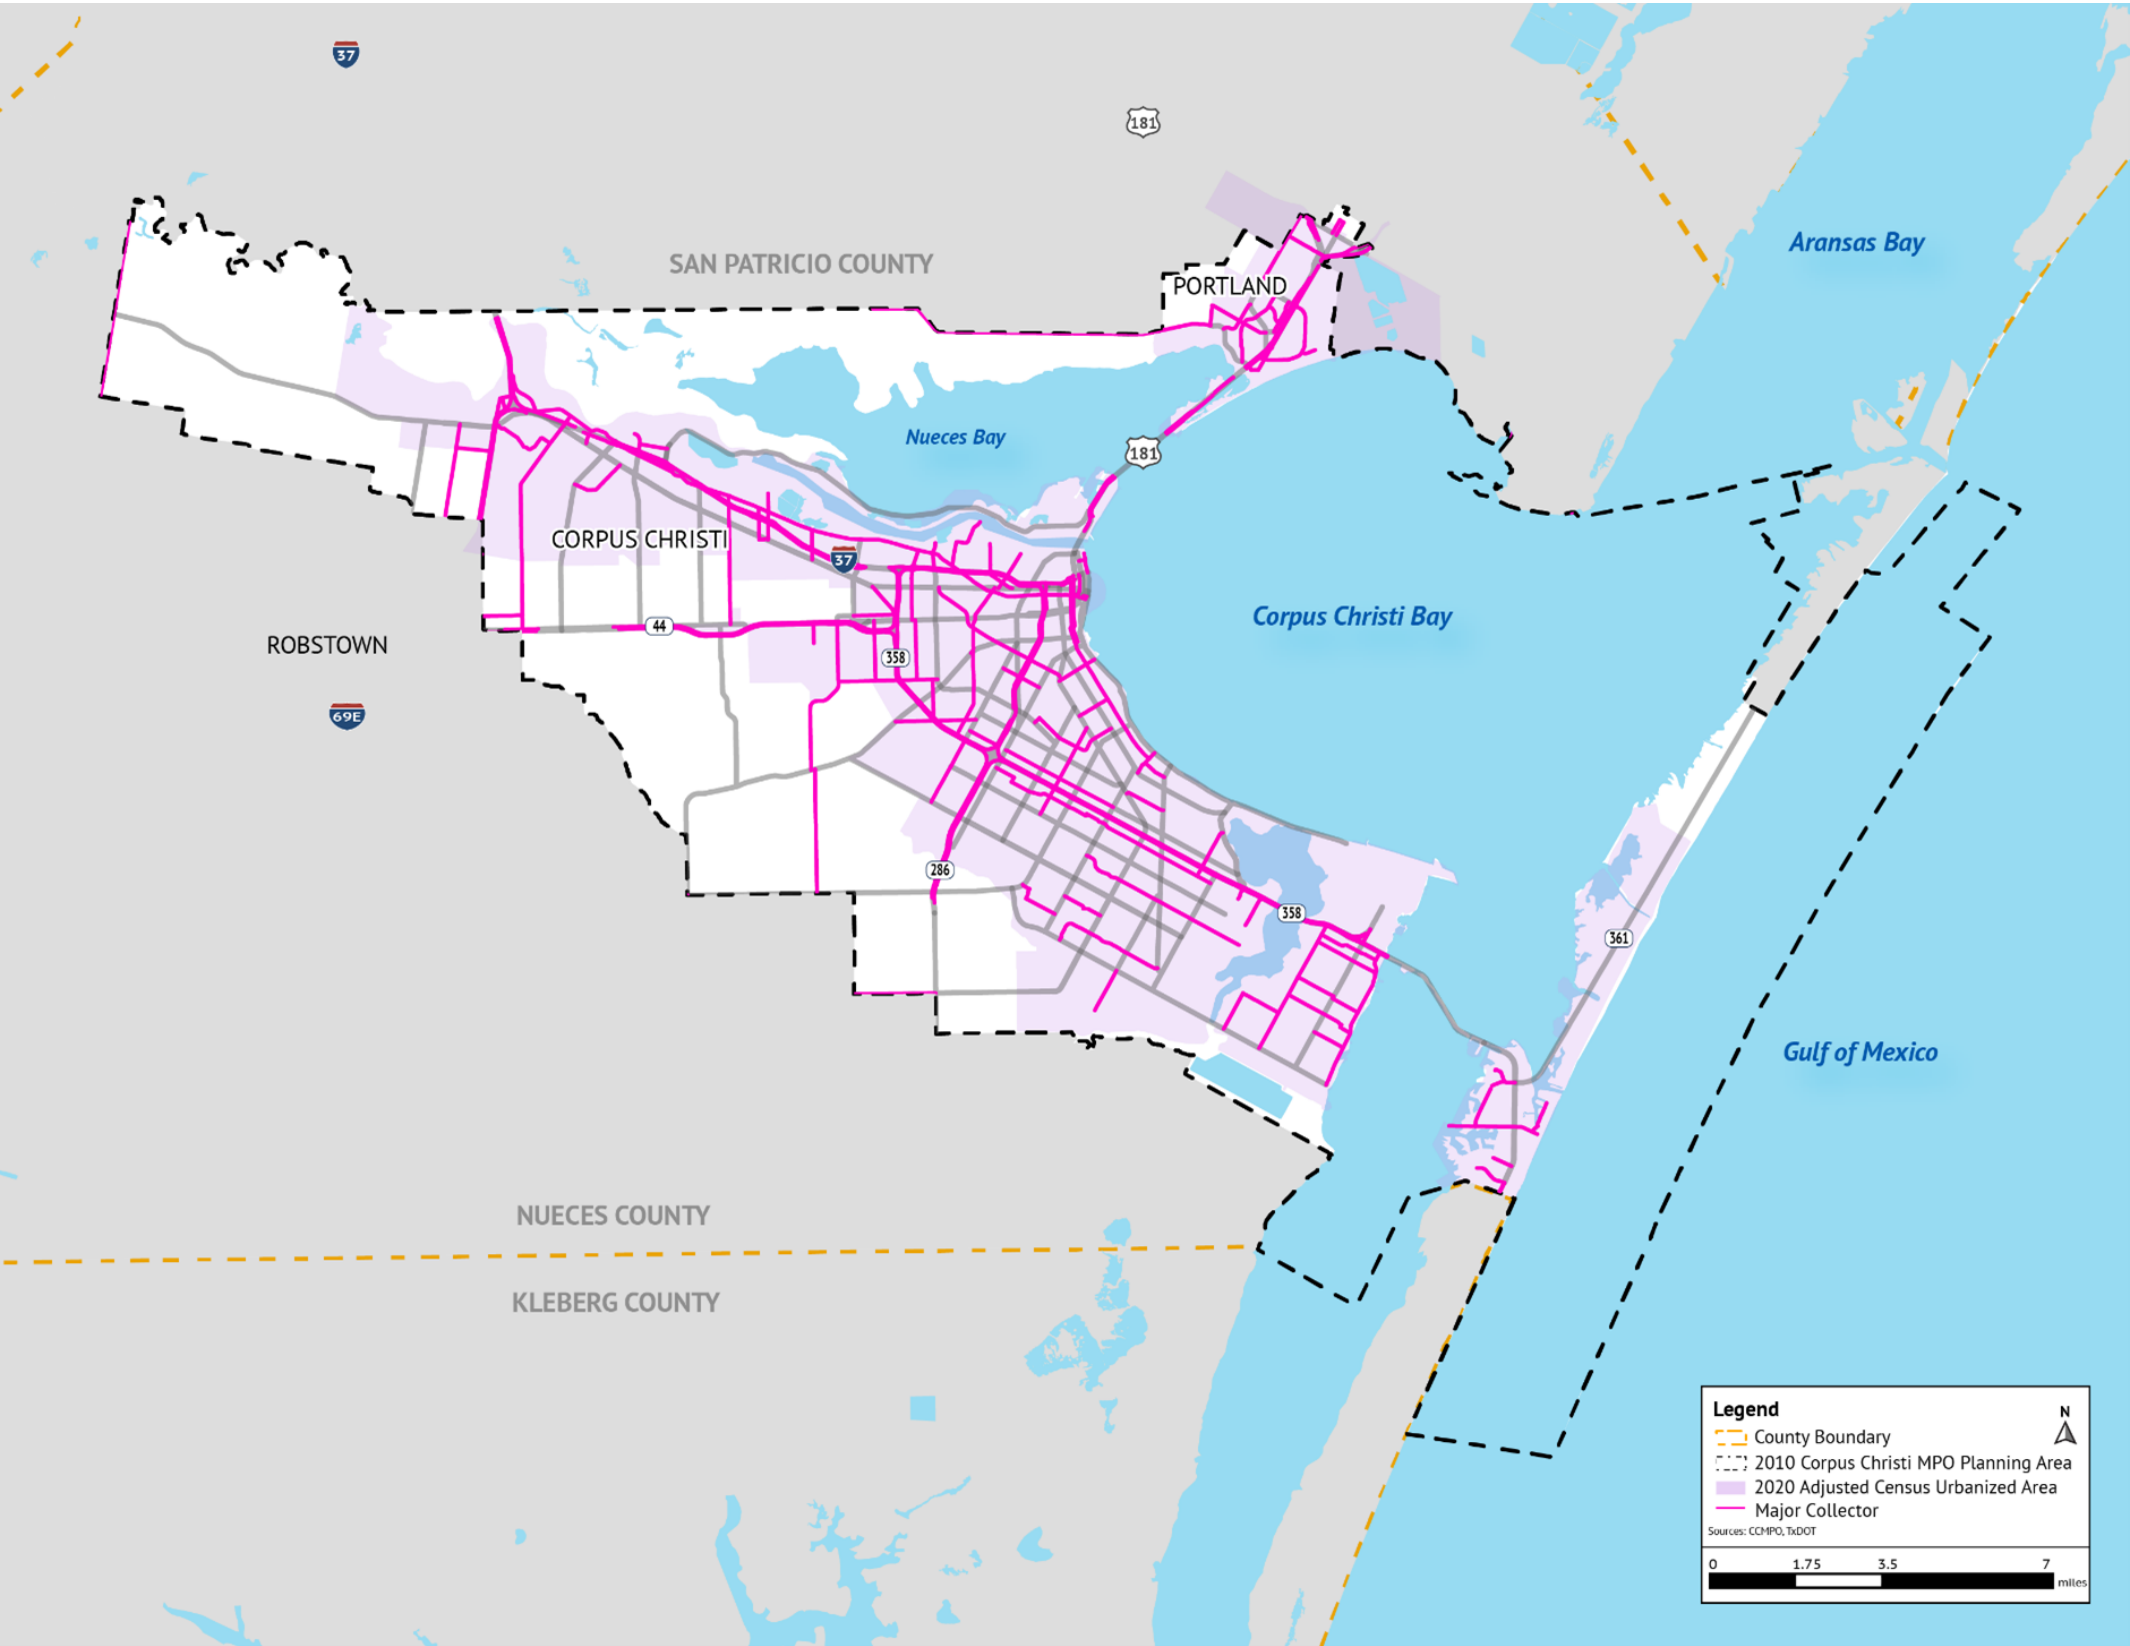 37
181
Aransas Bay
SAN PATRICIO COUNTY
PORTLAND
Nueces Bay
181
CORPUS CHRISTI
37
Corpus Christi Bay
44
ROBSTOWN
358
69E
286
358
361
Gulf of Mexico
NUECES COUNTY
KLEBERG COUNTY
Legend
N
County Boundary
2010 Corpus Christi MPO Planning Area
2020 Adjusted Census Urbanized Area
Major Collector
Sources: CCMPO, TxDOT
0 1.75 3.5 7
miles